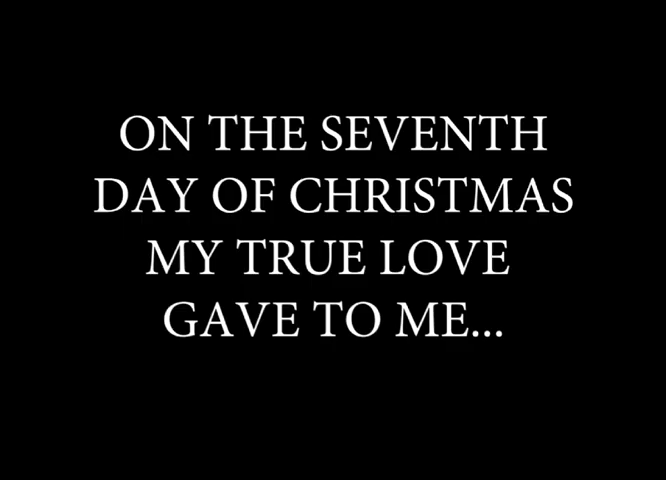 ON THE SEVENTH
DAY OF CHRISTMAS
MY TRUE LOVE
GAVE TO ME...